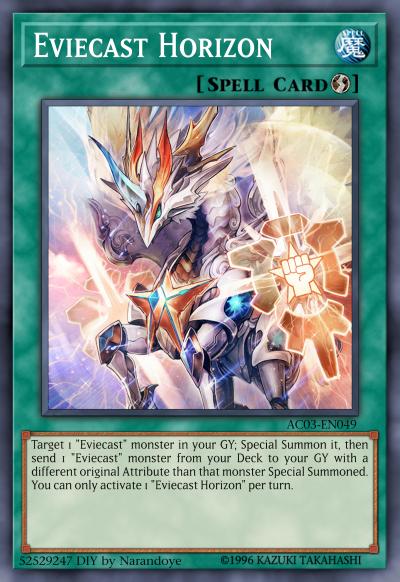 Eviecast Horizon
魔
[Spell Card]
AC03-EN049
Target 1 "Eviecast" monster in your GY; Special Summon it, then
send 1 "Eviecast" monster from your Deck to your GY with a
different original Attribute than that monster Special Summoned.
You can only activate 1 "Eviecast Horizon" per turn.
52529247 DIY by Narandoye ©1996 KAZUKI TAKAHASHI